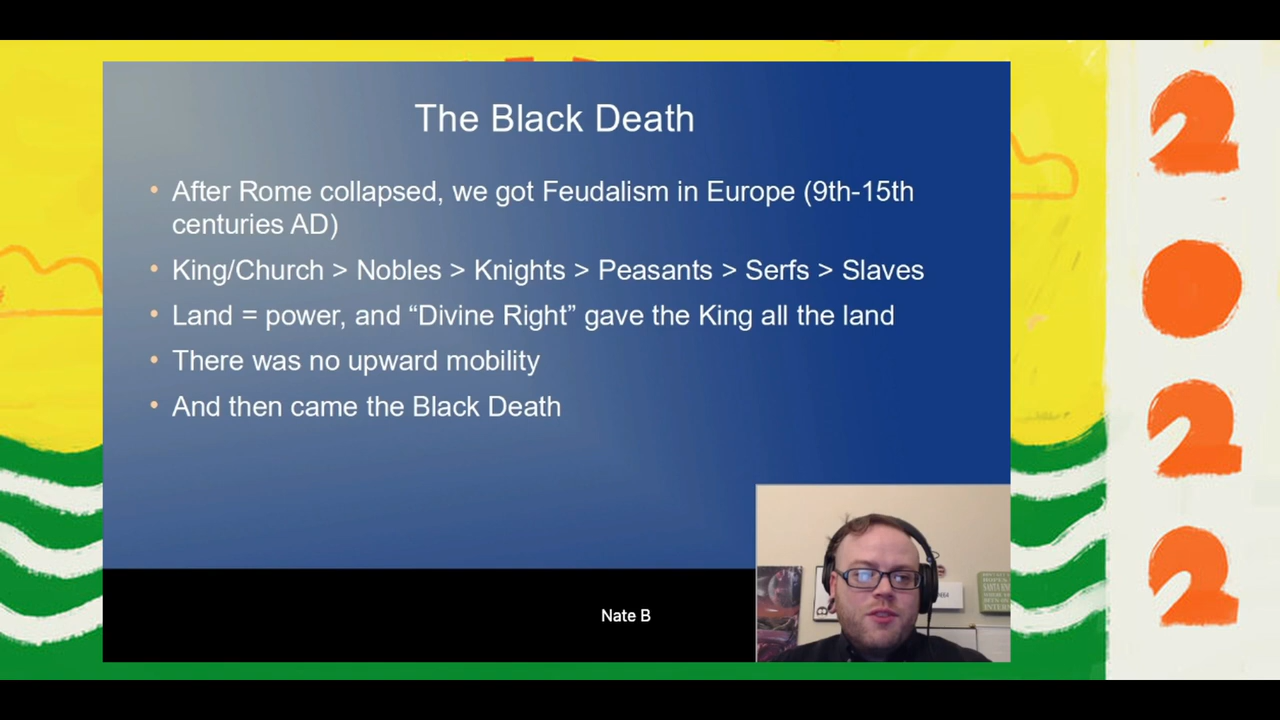 The Black Death
• After Rome collapsed, we got Feudalism in Europe (9th-15th
centuries AD)
• King/Church > Nobles > Knights > Peasants > Serfs > Slaves
• Land = power, and “Divine Right” gave the King all the land
• There was no upward mobility
• And then came the Black Death
Nate B
2
0
2
2